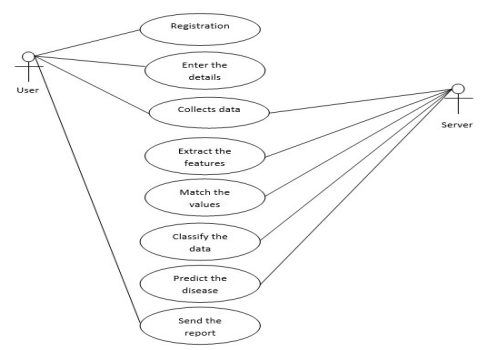 Registration
Enter the
details
User
Collects data
Server
Extract the
features
Match the
values
Classify the
data
Predict the
disease
Send the
report